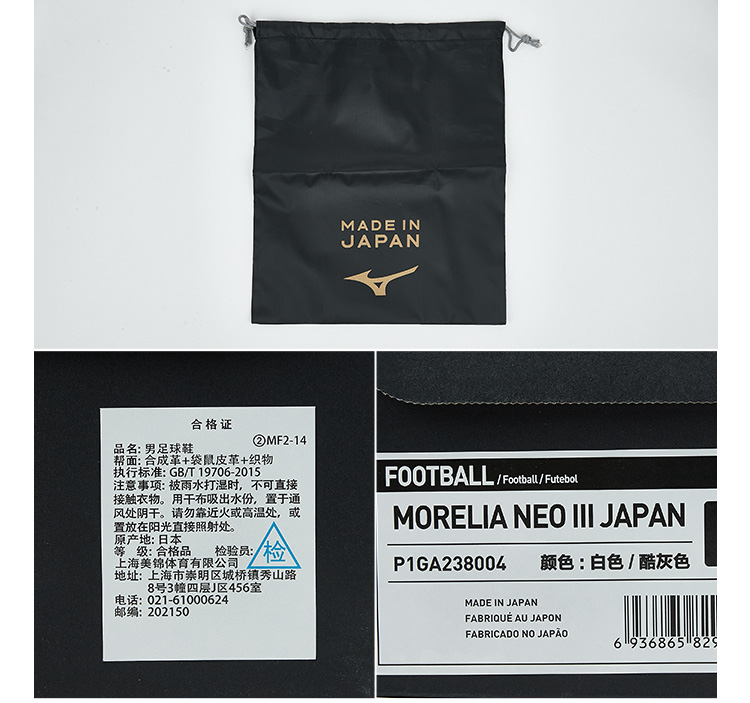 MADE IN
JAPAN
合格证
②MF2-14
品名: 男足球鞋
帮面: 合成革+袋鼠皮革+织物
执行标准: GB/T 19706-2015
注意事项: 被雨水打湿时，不可直接
接触衣物。用干布吸出水份，置于通
风处阴干。请勿靠近火或高温处，或
置放在阳光直接照射处。
原产地: 日本
等　级: 合格品　检验员:
检
上海美锦体育有限公司
地址: 上海市崇明区城桥镇秀山路
8号3幢四层J区456室
电话: 021-61000624
邮编: 202150
FOOTBALL / Football / Futebol
MORELIA NEO III JAPAN
P1GA238004 颜色 : 白色 / 酷灰色
MADE IN JAPAN
FABRIQUÉ AU JAPON
FABRICADO NO JAPÃO
6 936865 829